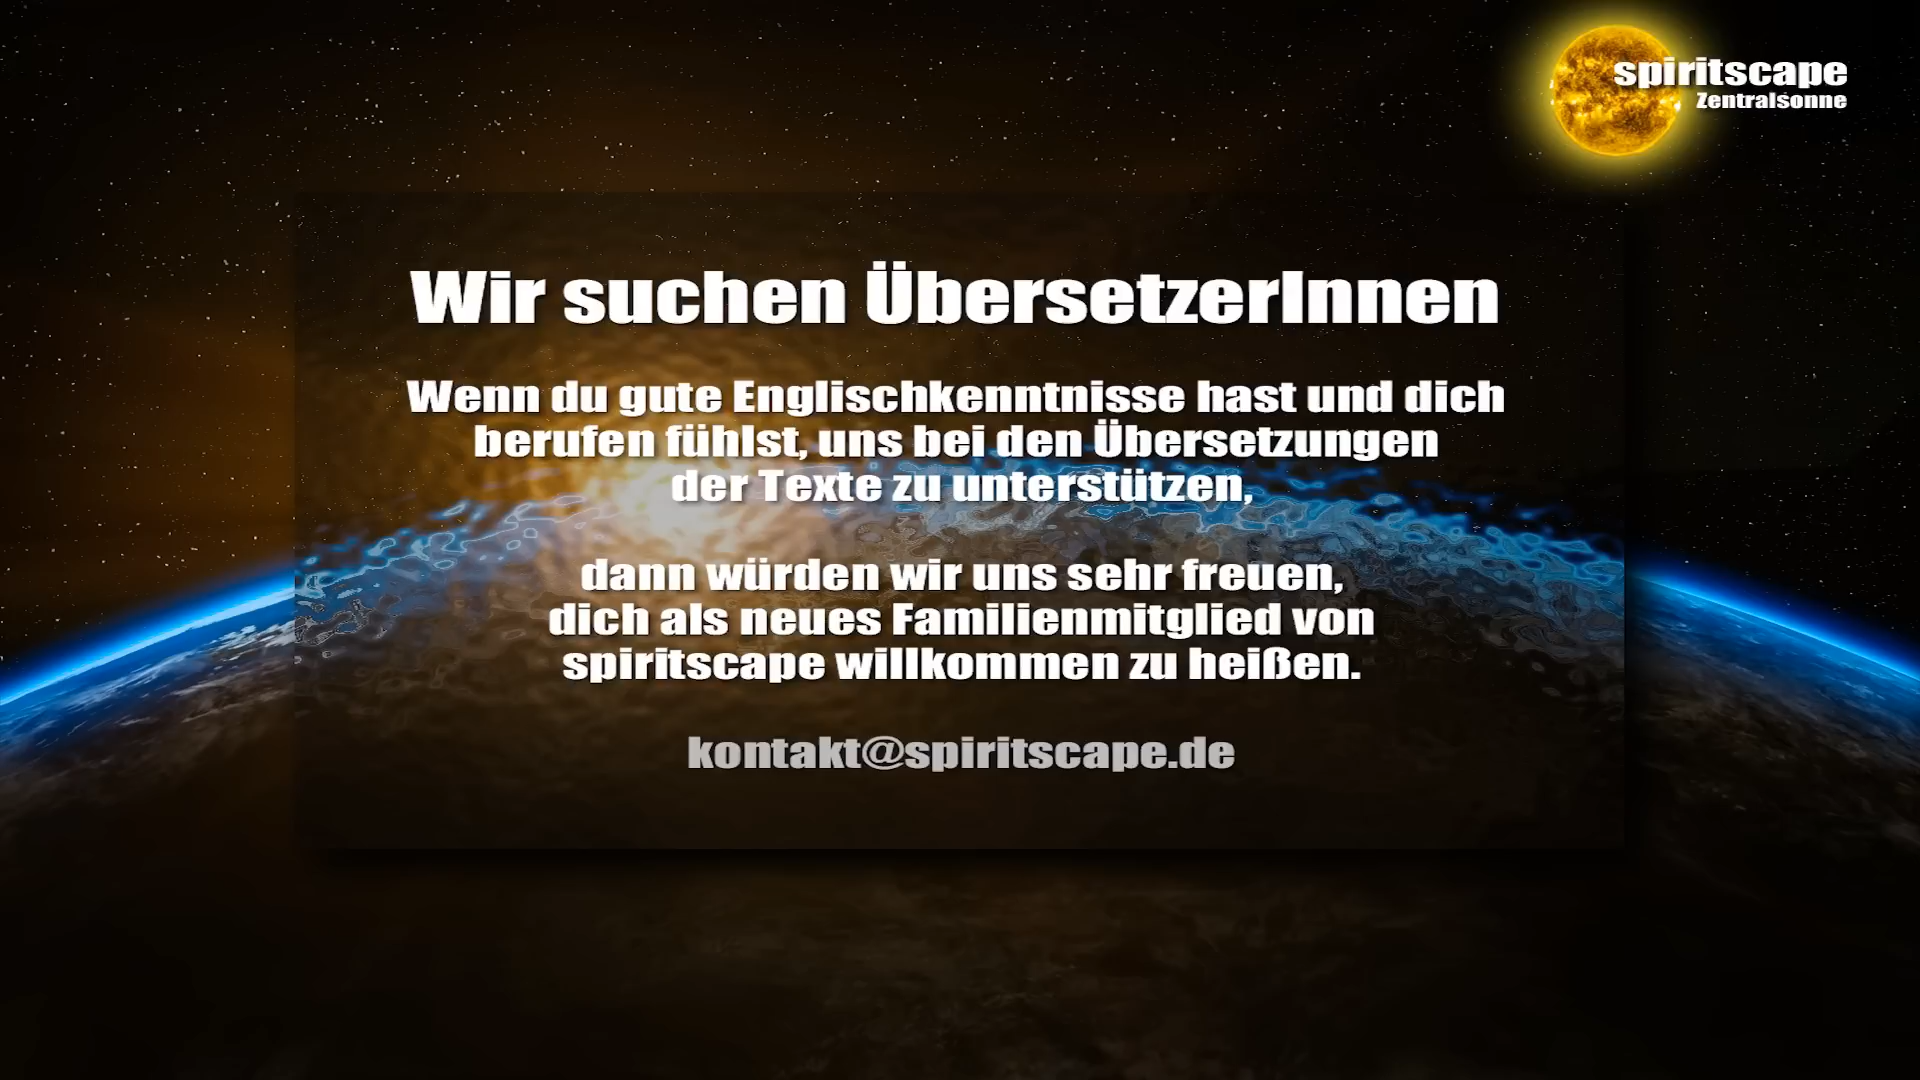 spiritscape
Zentralsonne
Wir suchen ÜbersetzerInnen
Wenn du gute Englischkenntnisse hast und dich
berufen fühlst, uns bei den Übersetzungen
der Texte zu unterstützen,
dann würden wir uns sehr freuen,
dich als neues Familienmitglied von
spiritscape willkommen zu heißen.
kontakt@spiritscape.de